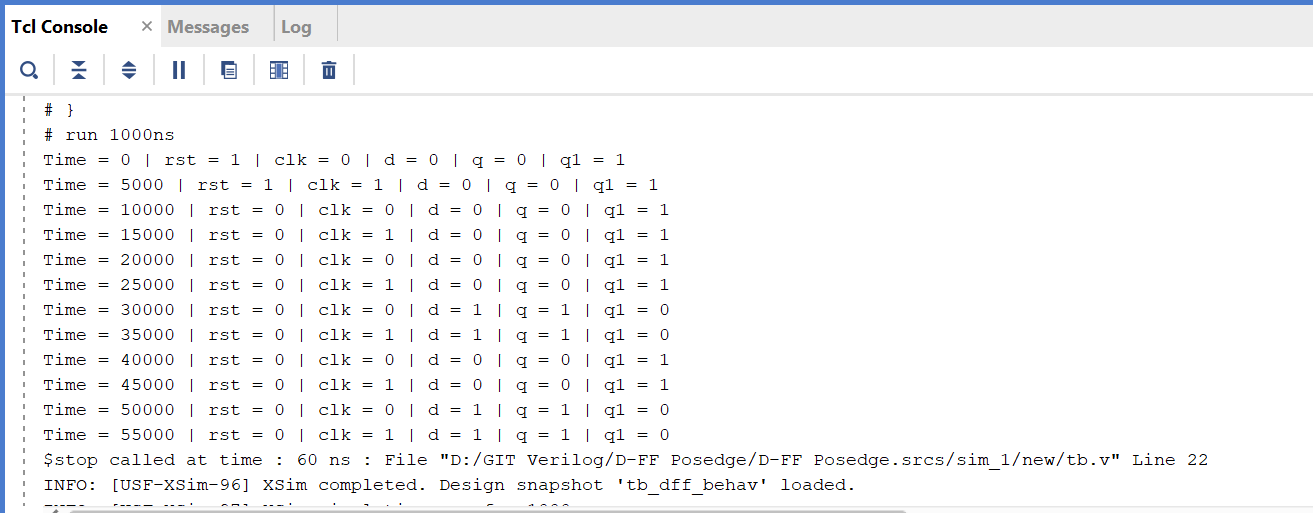 Tcl Console × Messages Log
# }
# run 1000ns
Time = 0 | rst = 1 | clk = 0 | d = 0 | q = 0 | q1 = 1
Time = 5000 | rst = 1 | clk = 1 | d = 0 | q = 0 | q1 = 1
Time = 10000 | rst = 0 | clk = 0 | d = 0 | q = 0 | q1 = 1
Time = 15000 | rst = 0 | clk = 1 | d = 0 | q = 0 | q1 = 1
Time = 20000 | rst = 0 | clk = 0 | d = 0 | q = 0 | q1 = 1
Time = 25000 | rst = 0 | clk = 1 | d = 0 | q = 0 | q1 = 1
Time = 30000 | rst = 0 | clk = 0 | d = 1 | q = 1 | q1 = 0
Time = 35000 | rst = 0 | clk = 1 | d = 1 | q = 1 | q1 = 0
Time = 40000 | rst = 0 | clk = 0 | d = 0 | q = 0 | q1 = 1
Time = 45000 | rst = 0 | clk = 1 | d = 0 | q = 0 | q1 = 1
Time = 50000 | rst = 0 | clk = 0 | d = 1 | q = 1 | q1 = 0
Time = 55000 | rst = 0 | clk = 1 | d = 1 | q = 1 | q1 = 0
$stop called at time : 60 ns : File "D:/GIT Verilog/D-FF Posedge/D-FF Posedge.srcs/sim_1/new/tb.v" Line 22
INFO: [USF-XSim-96] XSim completed. Design snapshot 'tb_dff_behav' loaded.